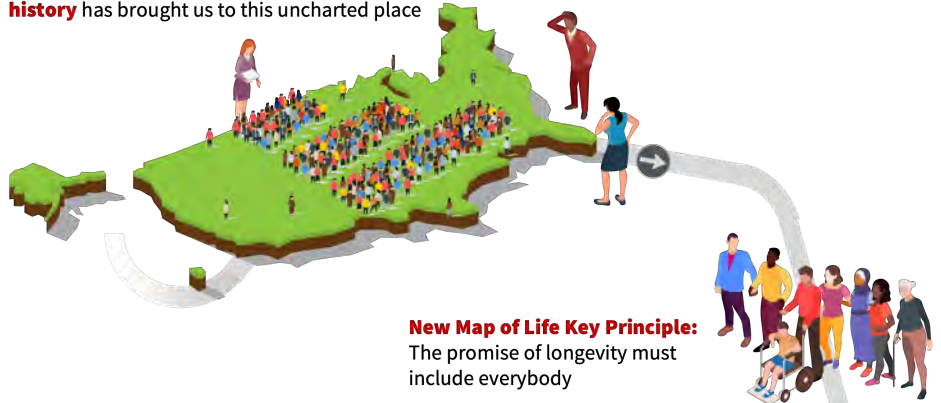 history has brought us to this uncharted place
New Map of Life Key Principle:
The promise of longevity must
include everybody